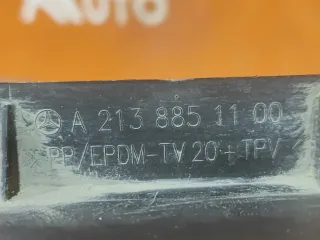 AUTO
A 213 885 11 00
>PP/EPDM-TV 20+TPV